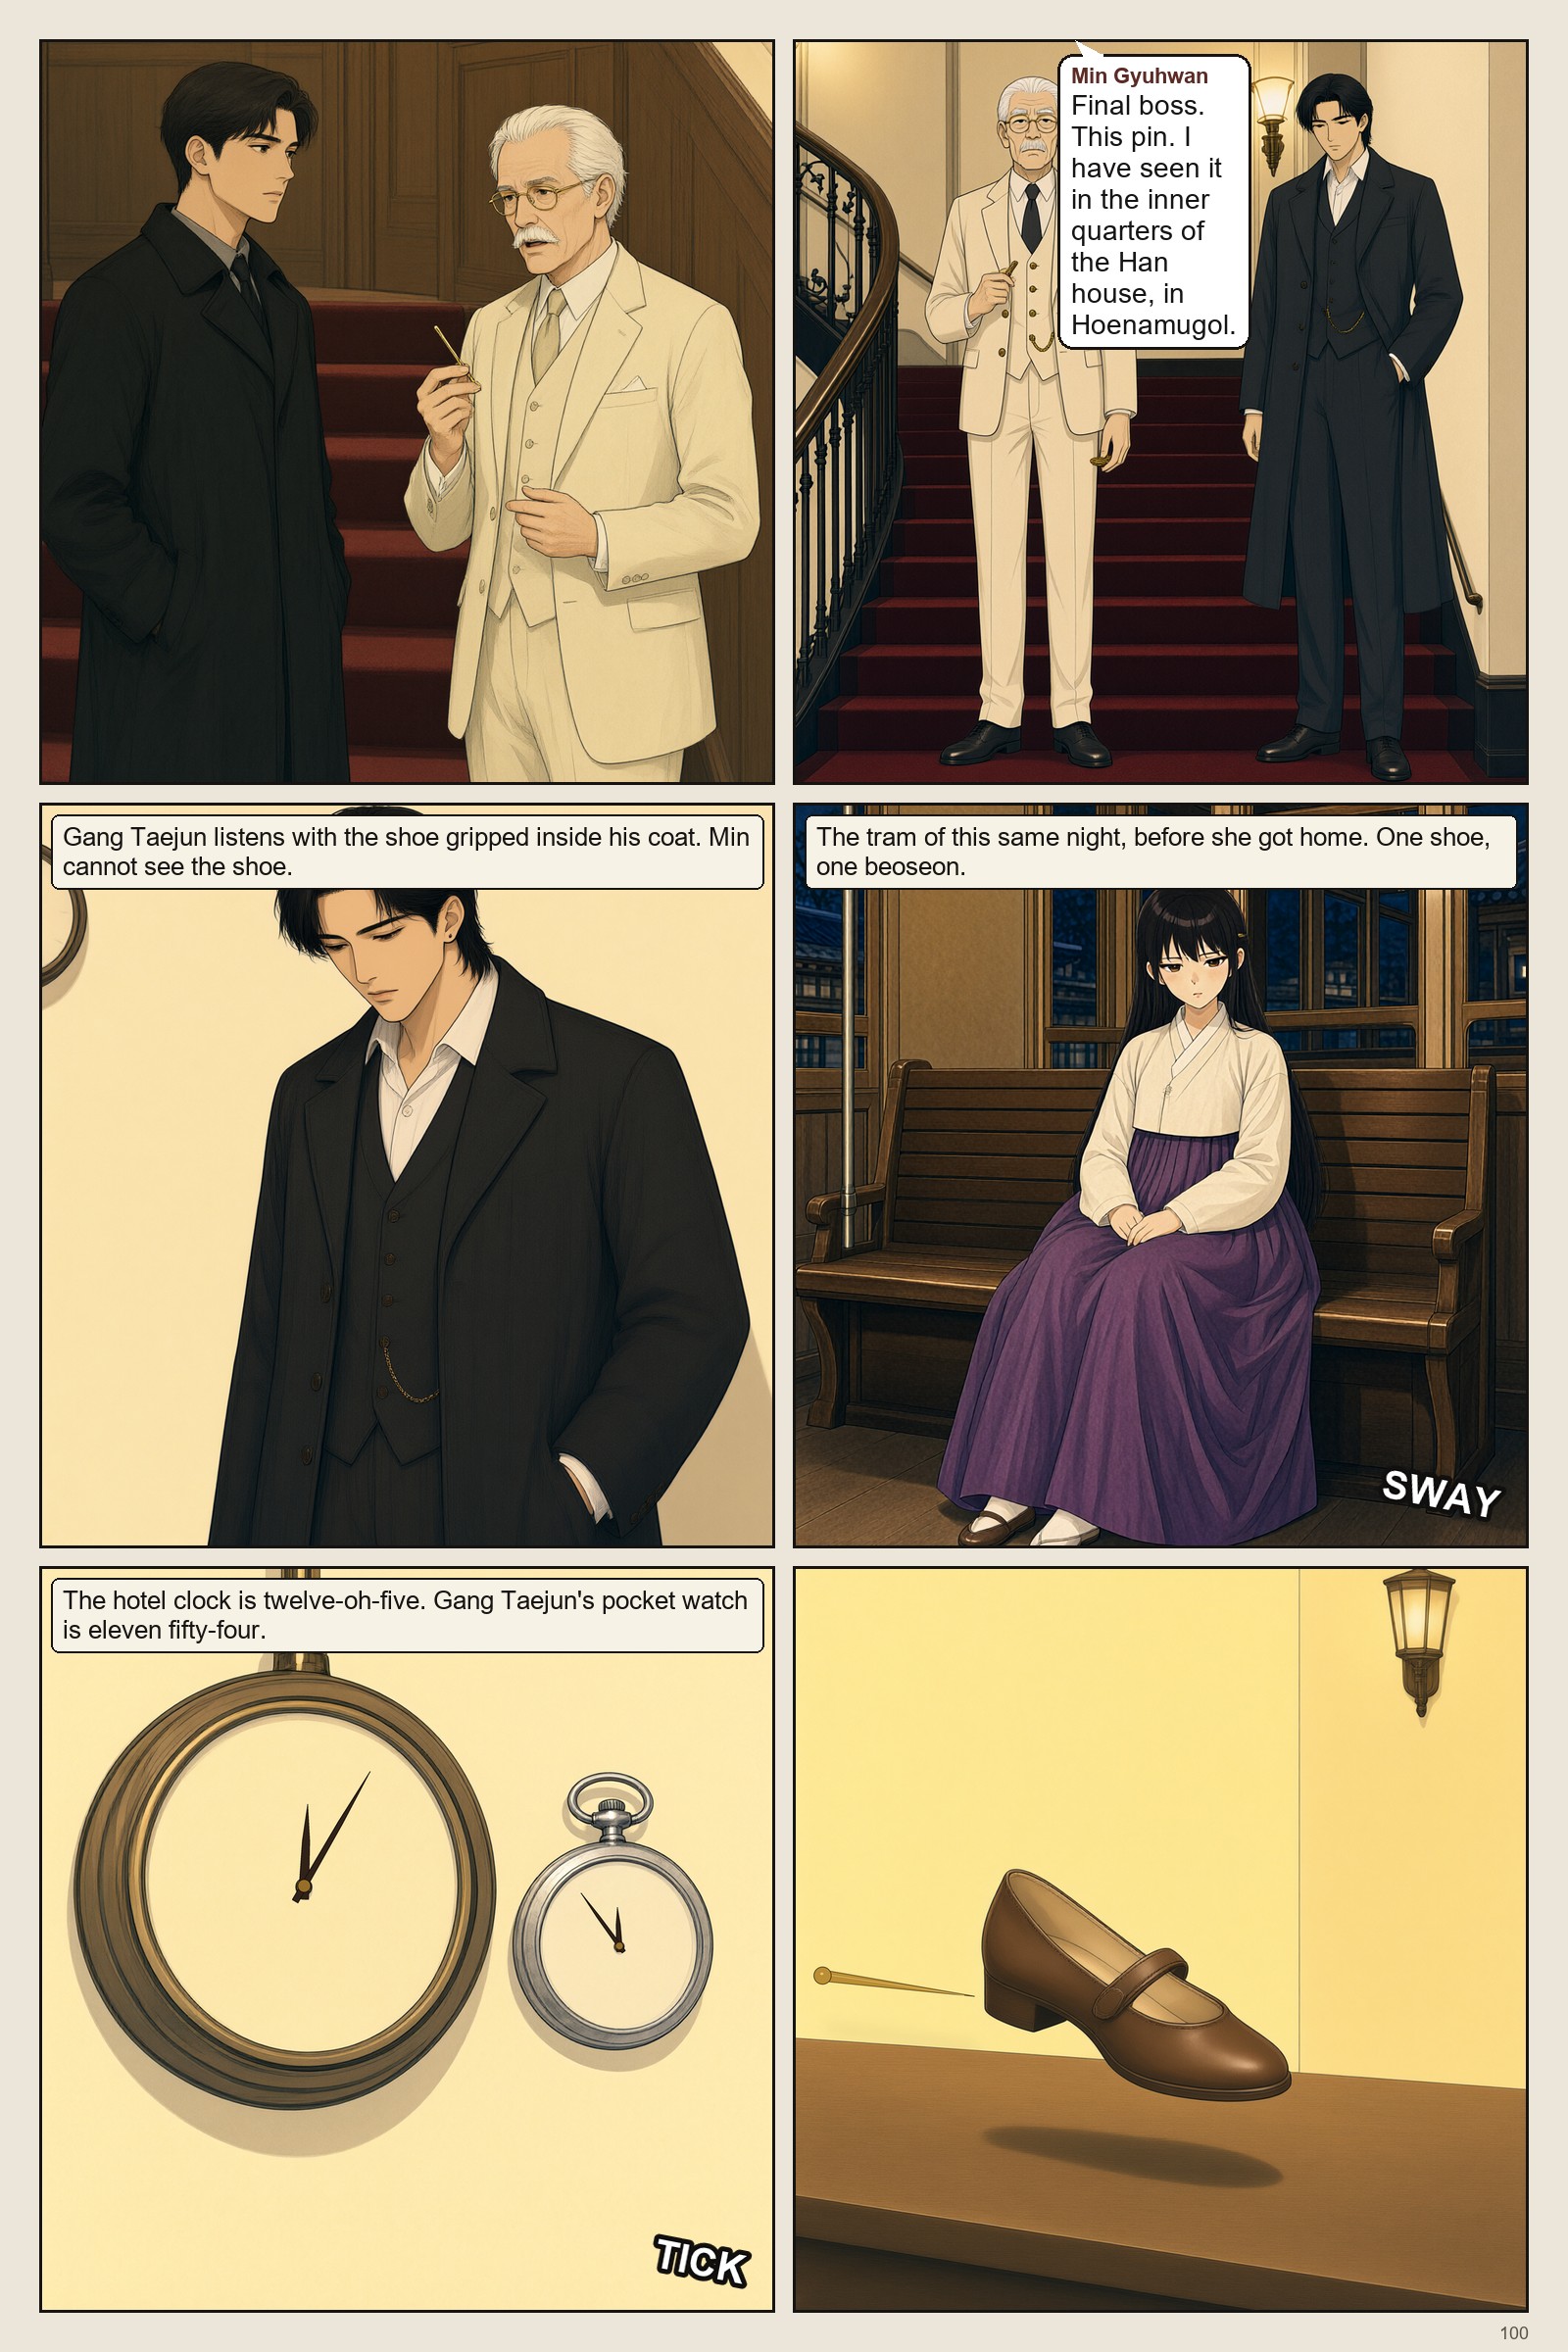 Min Gyuhwan
Final boss.
This pin. I
have seen it
in the inner
quarters of
the Han
house, in
Hoenamugol.
Gang Taejun listens with the shoe gripped inside his coat. Min
cannot see the shoe.
The tram of this same night, before she got home. One shoe,
one beoseon.
SWAY
The hotel clock is twelve-oh-five. Gang Taejun's pocket watch
is eleven fifty-four.
TICK
100